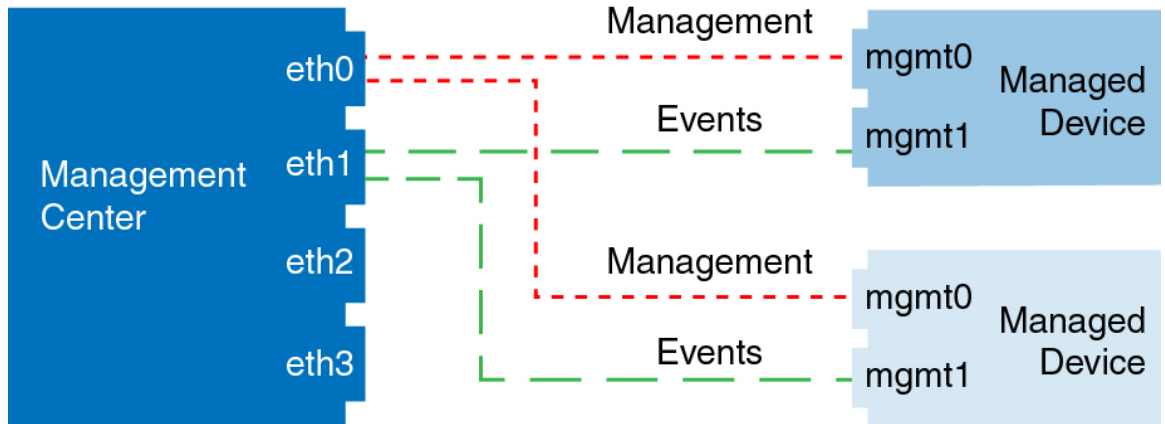 Management
Center
eth0
eth1
eth2
eth3
Management
Events
Management
Events
mgmt0
mgmt1
Managed
Device
mgmt0
mgmt1
Managed
Device